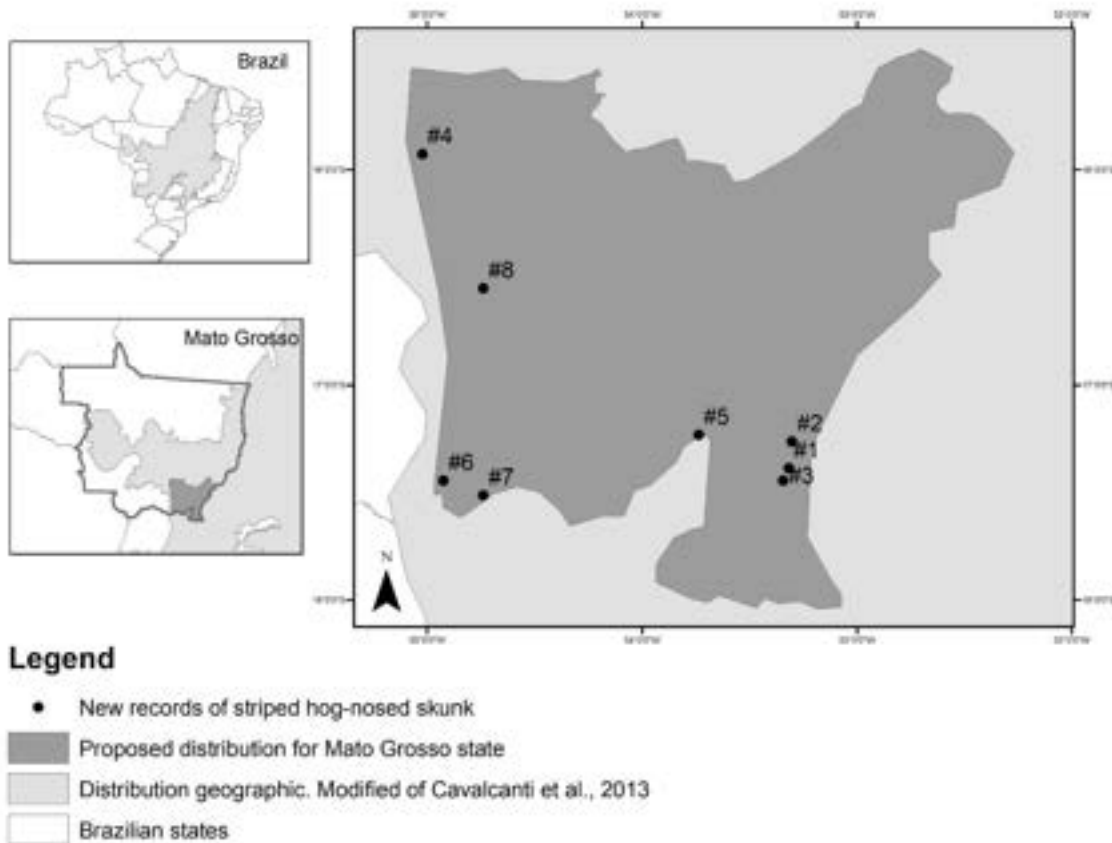 Brazil
Mato Grosso
#4
#8
#5
#2
#1
#3
#6
#7
N
Legend
New records of striped hog-nosed skunk
Proposed distribution for Mato Grosso state
Distribution geographic. Modified of Cavalcanti et al., 2013
Brazilian states